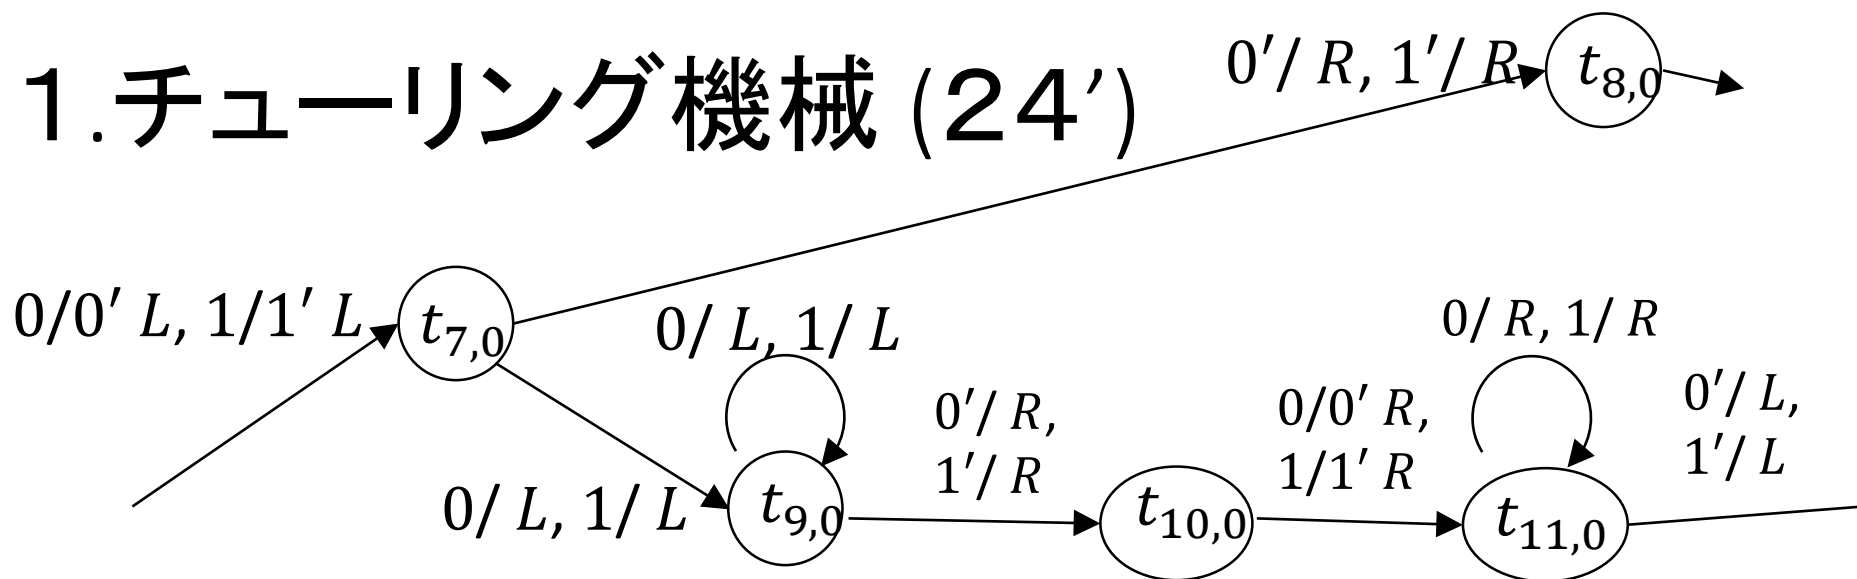 1.チューリング機械 (24′)
0′/ R, 1′/ R
t8,0
0/0′ L, 1/1′ L
t7,0
0/ L, 1/ L
0/ R, 1/ R
0′/ R,
1′/ R
0/0′ R,
1/1′ R
0′/ L,
1′/ L
0/ L, 1/ L
t9,0
t10,0
t11,0